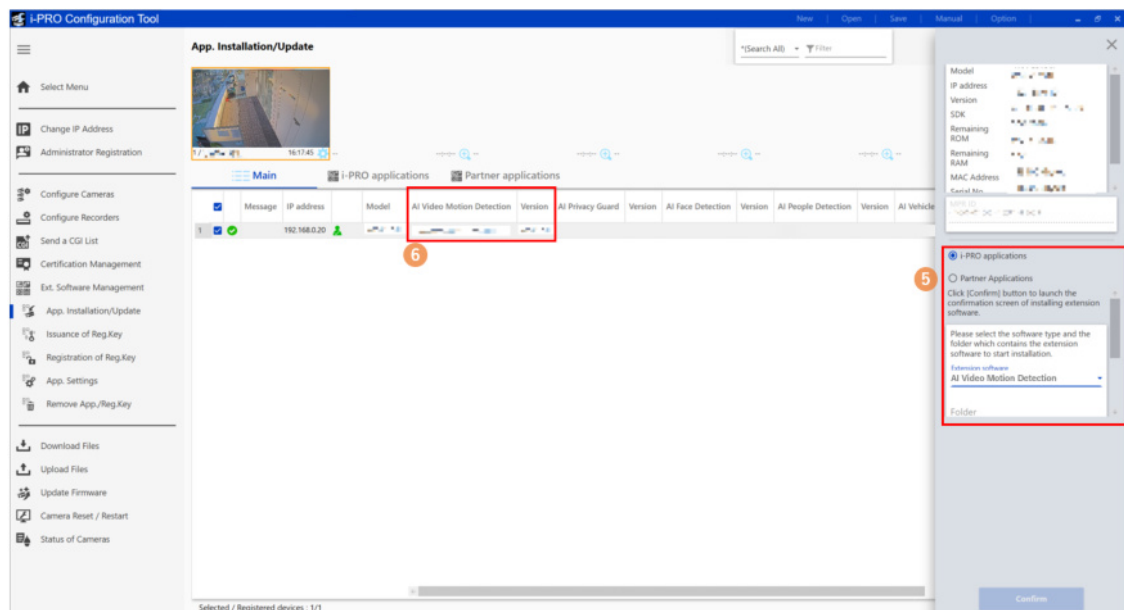 i-PRO Configuration Tool
New | Open | Save | Manual | Option |
App. Installation/Update
*(Search All)
Filter
Select Menu
Change IP Address
Administrator Registration
Configure Cameras
Configure Recorders
Send a CGI List
Certification Management
Ext. Software Management
App. Installation/Update
Issuance of Reg.Key
Registration of Reg.Key
App. Settings
Remove App./Reg.Key
Download Files
Upload Files
Update Firmware
Camera Reset / Restart
Status of Cameras
1 /
16:17:45
Main
i-PRO applications
Partner applications
Message IP address Model AI Video Motion Detection Version AI Privacy Guard Version AI Face Detection Version AI People Detection Version AI Vehicle
1 192.168.0.20
6
Selected / Registered devices : 1/1
Model
IP address
Version
SDK
Remaining
ROM
Remaining
RAM
MAC Address
Serial No.
5
i-PRO applications
Partner Applications
Click [Confirm] button to launch the
confirmation screen of installing extension
software.
Please select the software type and the
folder which contains the extension
software to start installation.
Extension software
AI Video Motion Detection
Folder
Confirm